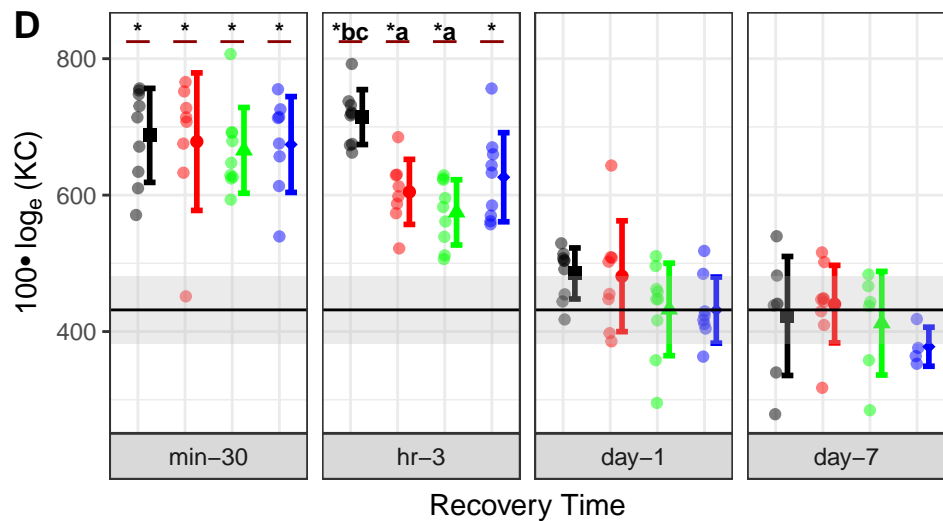 D
* * * * *bc *a *a *
800
600
400
100• logₑ (KC)
min−30 hr−3 day−1 day−7
Recovery Time